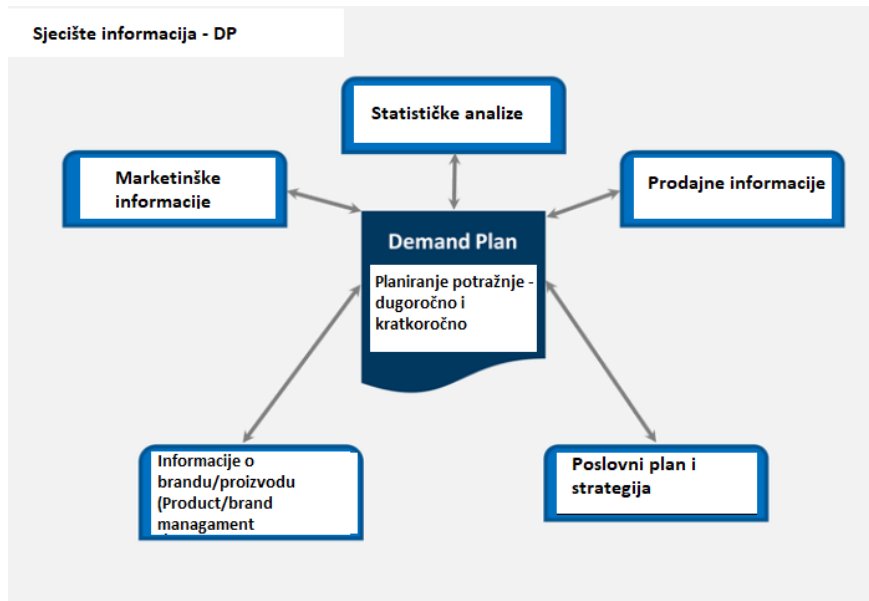 Sjecište informacija - DP
Statističke analize
Marketinške
informacije
Prodajne informacije
Demand Plan
Planiranje potražnje -
dugoročno i
kratkoročno
Informacije o
brandu/proizvodu
(Product/brand
managament
Poslovni plan i
strategija